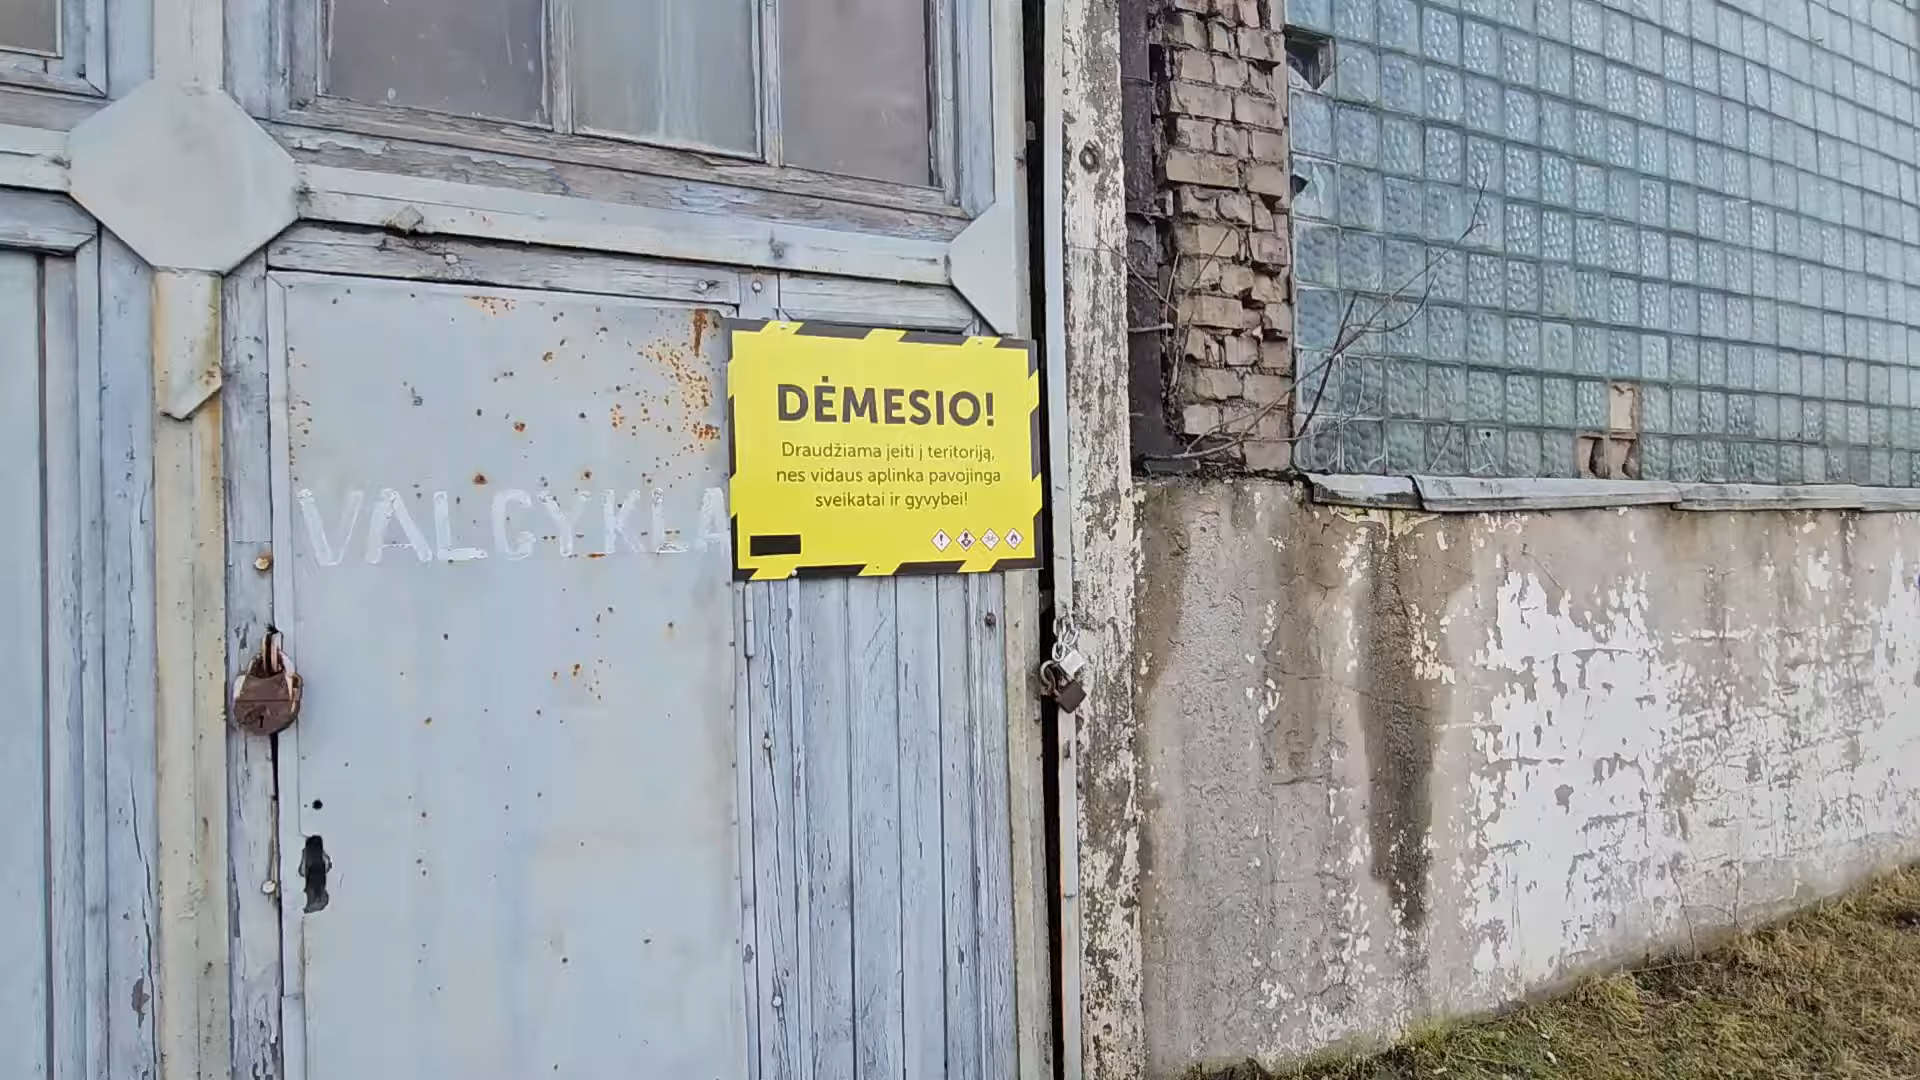 VALGYKLA
DĖMESIO!
Draudžiama įeiti į teritoriją,
nes vidaus aplinka pavojinga
sveikatai ir gyvybei!